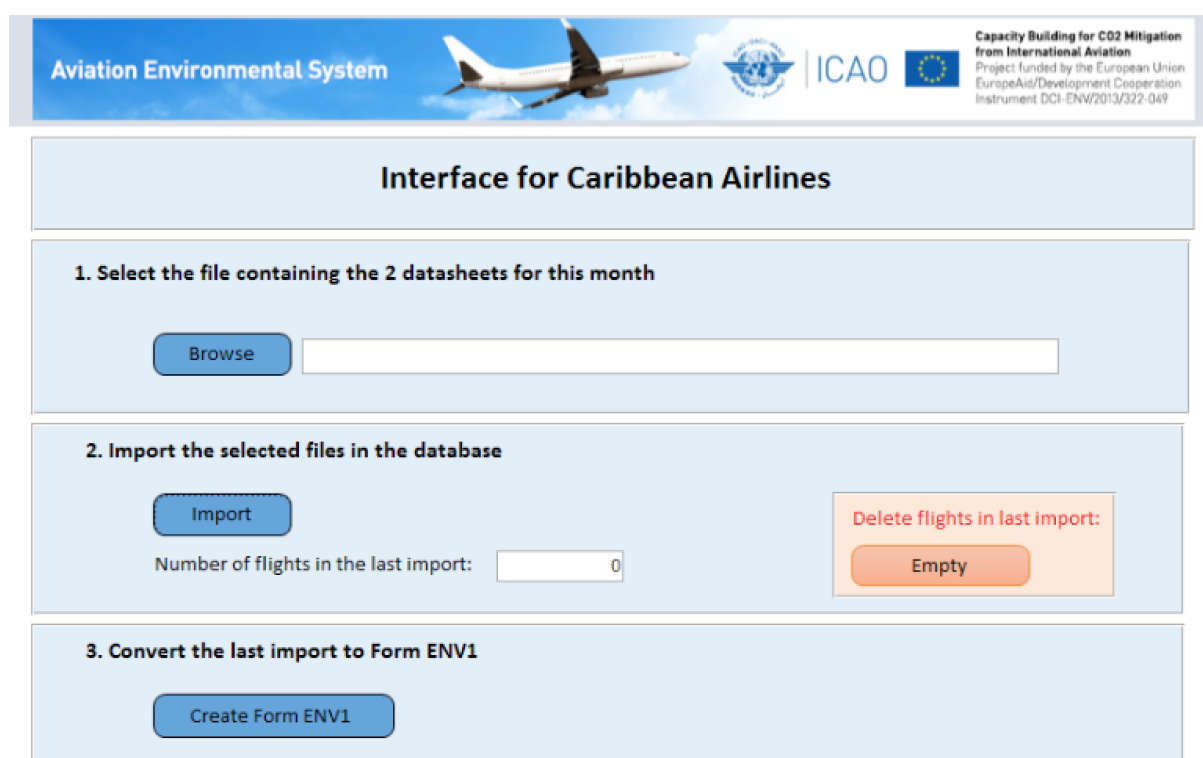 Aviation Environmental System
ICAO
Capacity Building for CO2 Mitigation
from International Aviation
Project funded by the European Union
EuropeAid/Development Cooperation
Instrument DCI-ENV/2013/322-049
Interface for Caribbean Airlines
1. Select the file containing the 2 datasheets for this month
Browse
2. Import the selected files in the database
Import
Delete flights in last import:
Number of flights in the last import: 0
Empty
3. Convert the last import to Form ENV1
Create Form ENV1